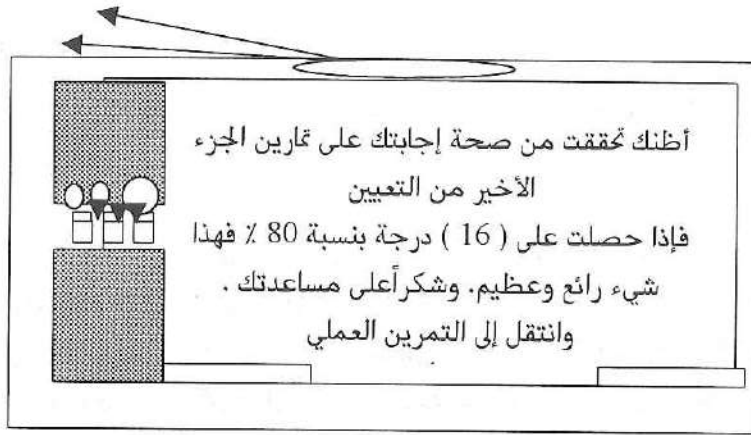 أظنك تحققت من صحة إجابتك على تمارين الجزء
الأخير من التعيين
فإذا حصلت على ( 16 ) درجة بنسبة 80 ٪ فهذا
شيء رائع وعظيم. وشكراً على مساعدتك .
وانتقل إلى التمرين العملي